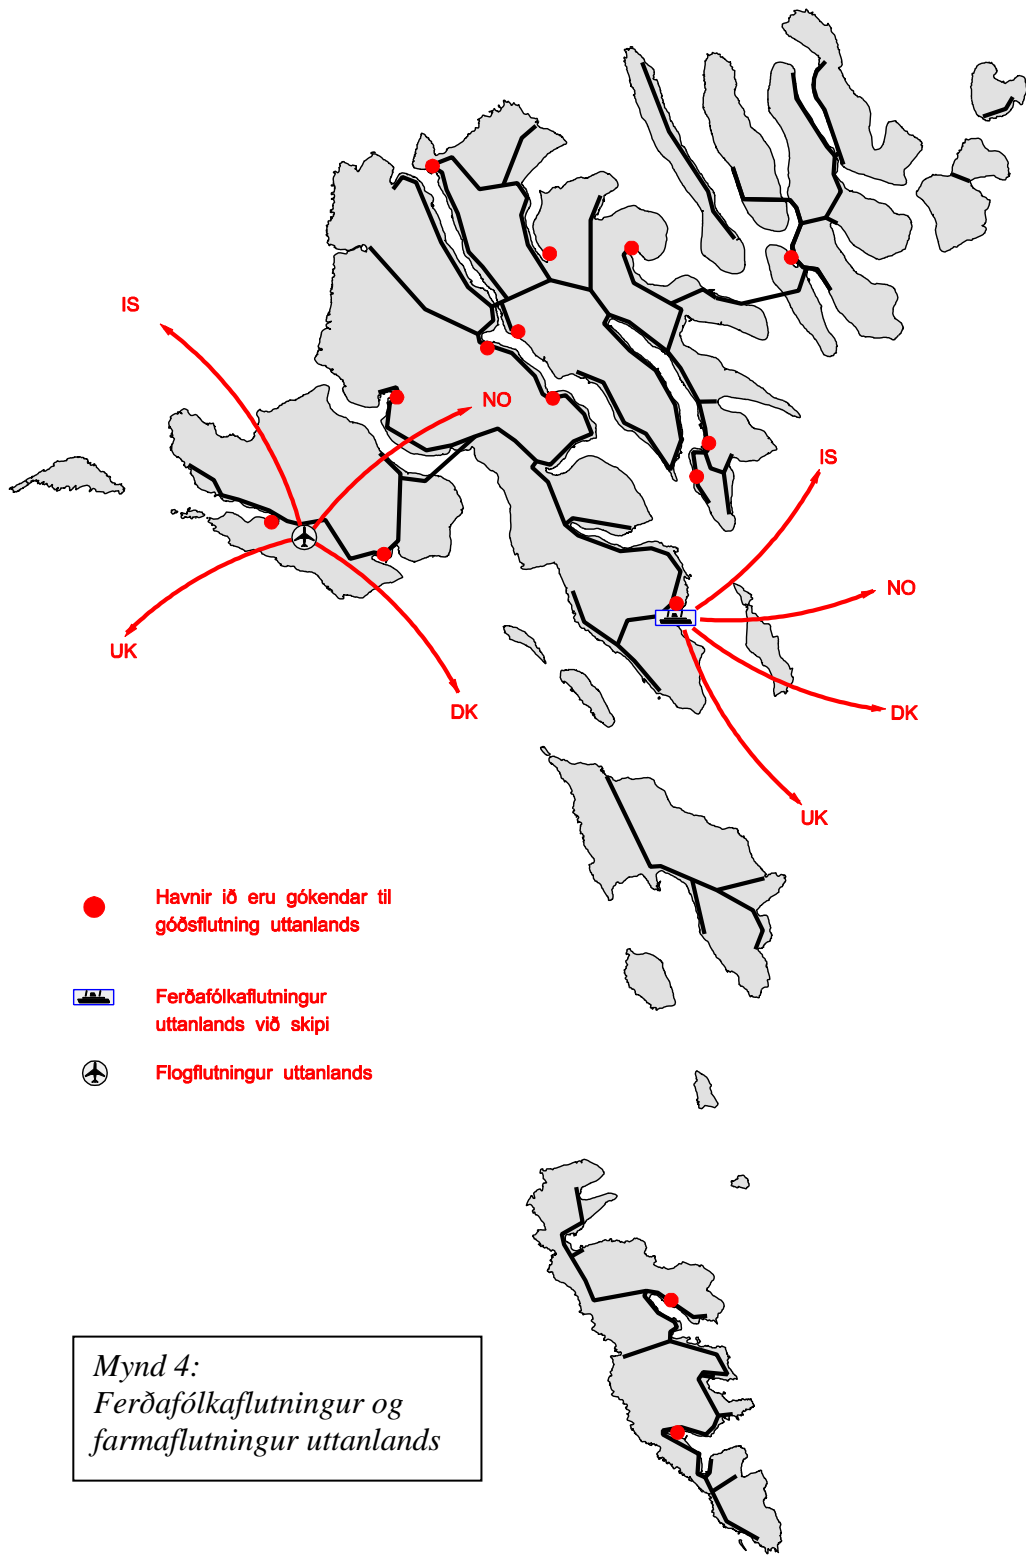 IS
NO
IS
NO
UK
DK
DK
UK
Havnir ið eru gókendar til
góðsflutning uttanlands
Ferðafólkaflutningur
uttanlands við skipi
Flogflutningur uttanlands
Mynd 4:
Ferðafólkaflutningur og
farmaflutningur uttanlands